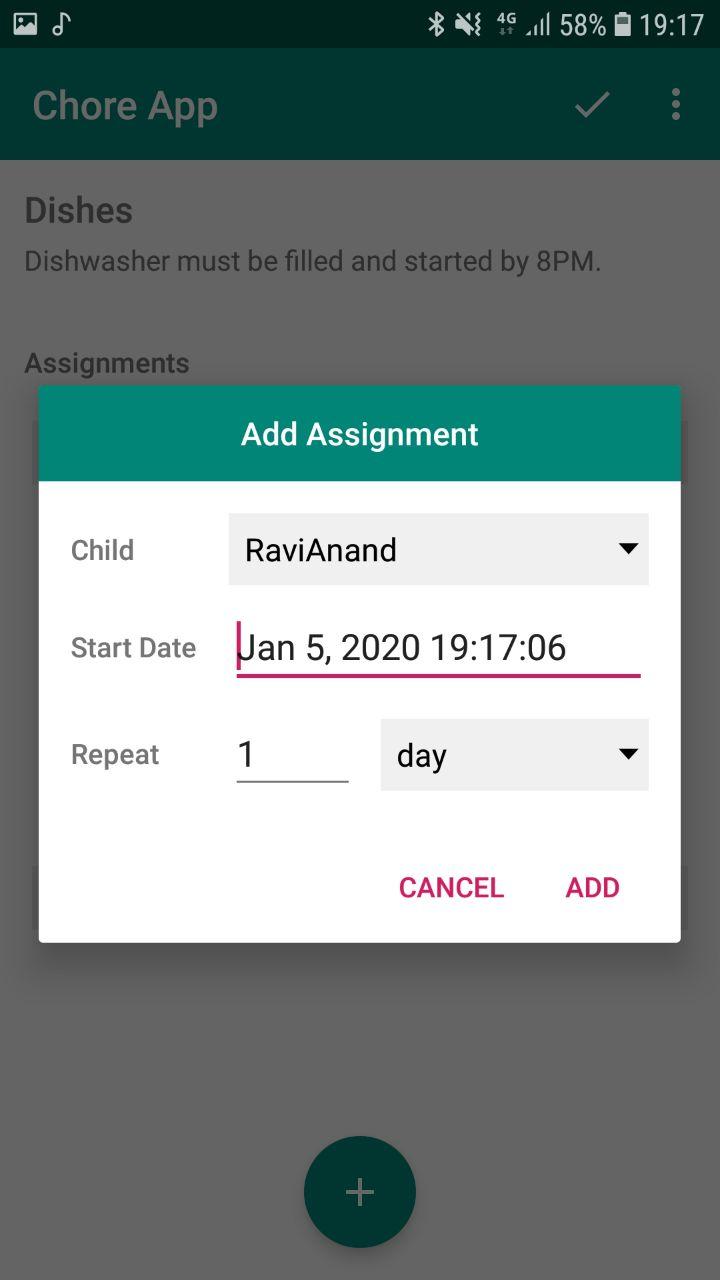 4G 58% 19:17
Chore App
Dishes
Dishwasher must be filled and started by 8PM.
Assignments
Add Assignment
Child RaviAnand
Start Date Jan 5, 2020 19:17:06
Repeat 1 day
CANCEL ADD